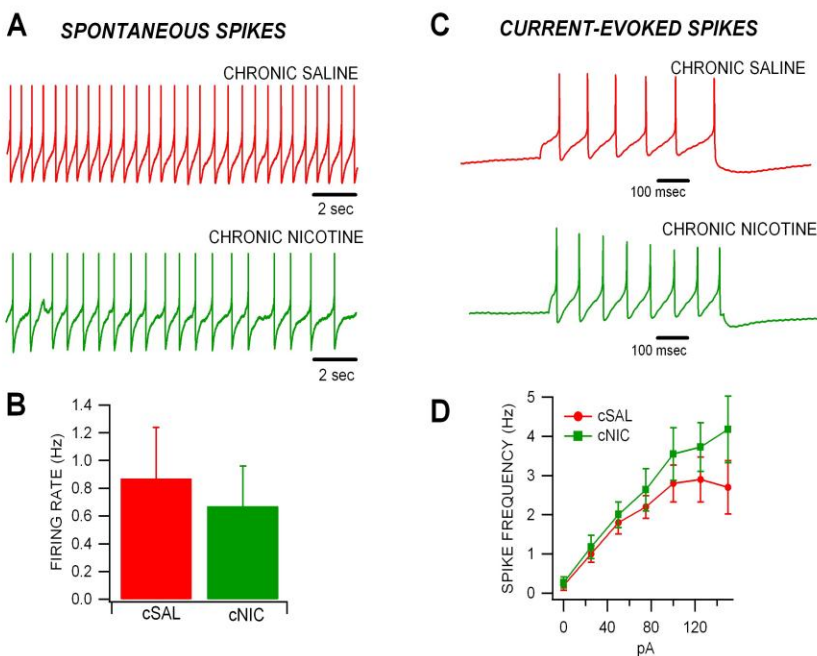 A
SPONTANEOUS SPIKES
CHRONIC SALINE
2 sec
CHRONIC NICOTINE
2 sec
B
FIRING RATE (Hz)
1.4
1.2
1.0
0.8
0.6
0.4
0.2
0.0
cSAL
cNIC
C
CURRENT-EVOKED SPIKES
CHRONIC SALINE
100 msec
CHRONIC NICOTINE
100 msec
D
SPIKE FREQUENCY (Hz)
5
4
3
2
1
0
cSAL
cNIC
0 40 80 120
pA